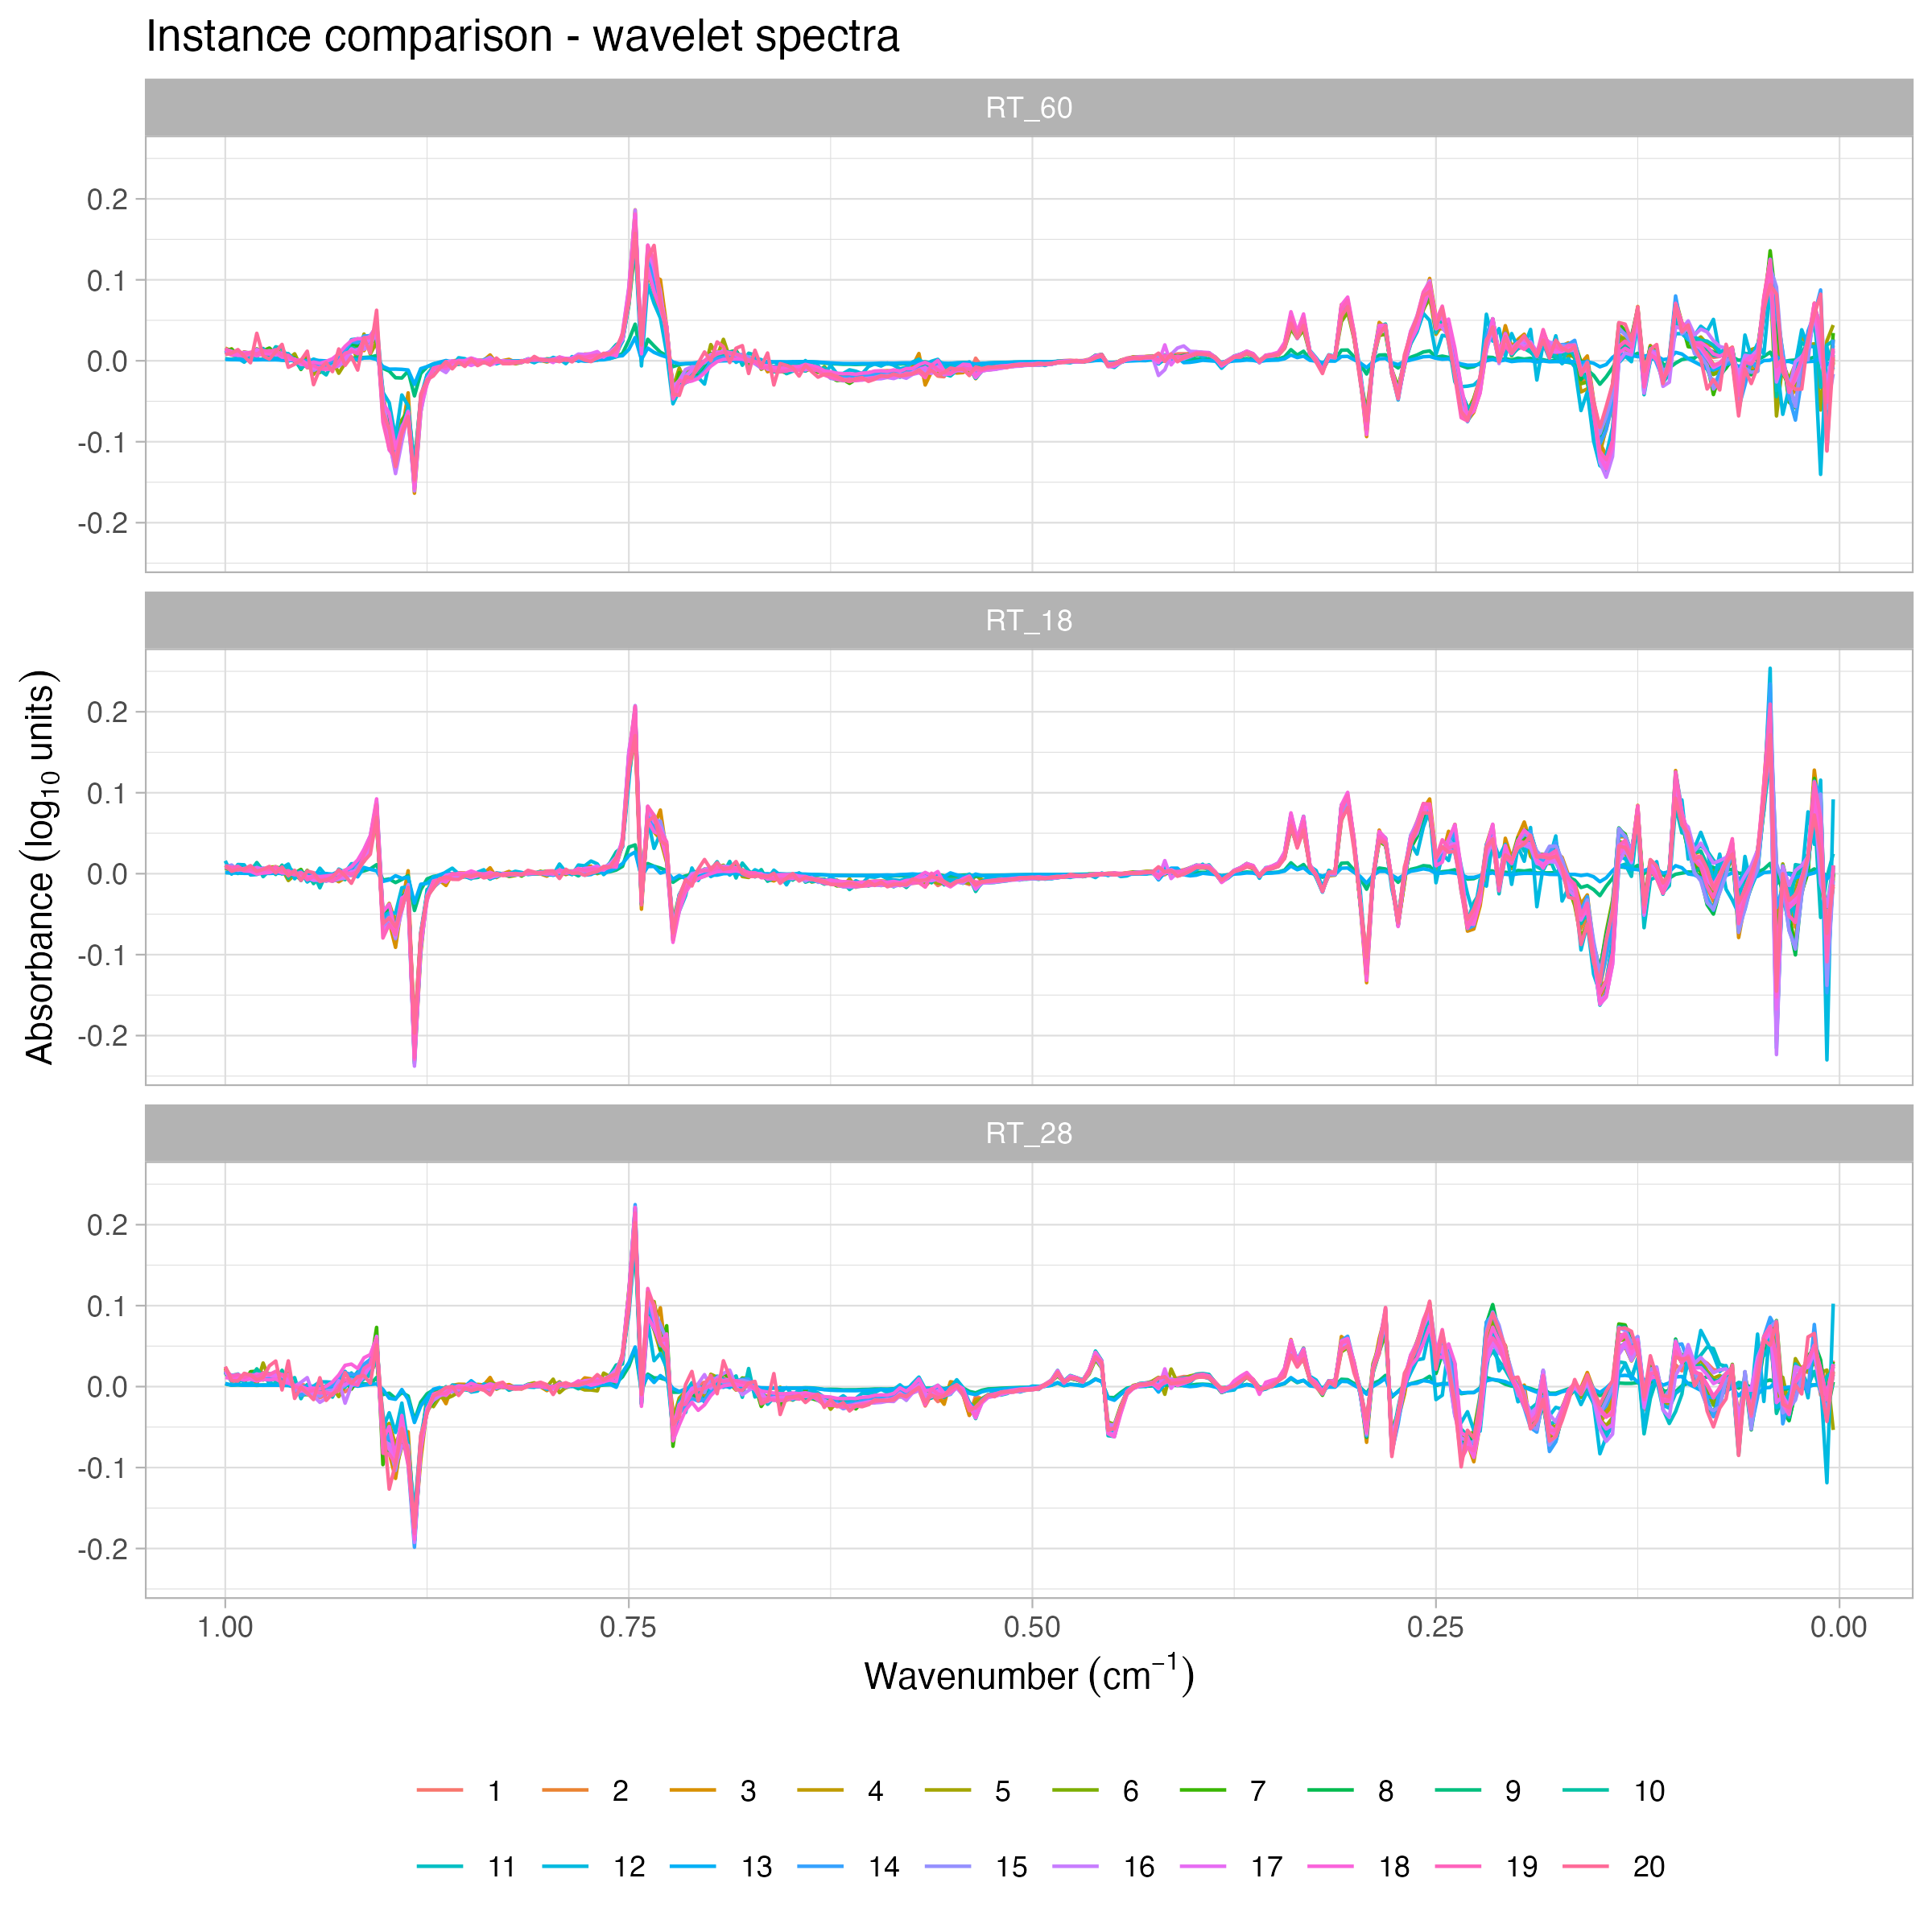 Instance comparison - wavelet spectra
RT_60
0.2
0.1
0.0
-0.1
-0.2
RT_18
0.2
0.1
0.0
-0.1
-0.2
RT_28
0.2
0.1
0.0
-0.1
-0.2
Absorbance (log₁₀ units)
1.00 0.75 0.50 0.25 0.00
Wavenumber (cm⁻¹)
1 2 3 4 5 6 7 8 9 10
11 12 13 14 15 16 17 18 19 20